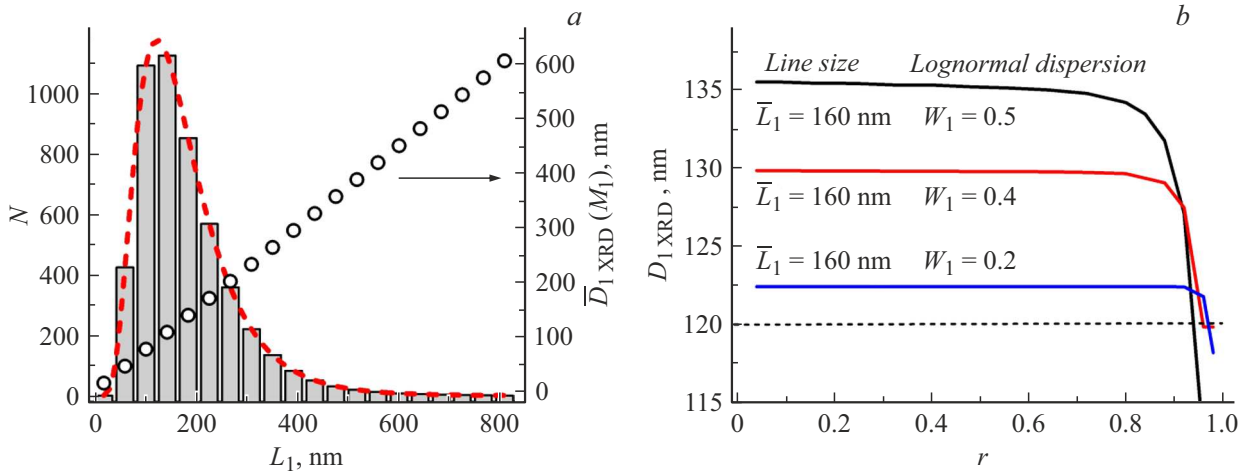 a
N
1000
800
600
400
200
0
0
200
400
600
800
L₁, nm
600
500
400
300
200
100
0
D̅₁ XRD (M₁), nm
b
D₁ XRD, nm
135
130
125
120
115
Line size Lognormal dispersion
L̅₁ = 160 nm W₁ = 0.5
L̅₁ = 160 nm W₁ = 0.4
L̅₁ = 160 nm W₁ = 0.2
0
0.2
0.4
0.6
0.8
1.0
r